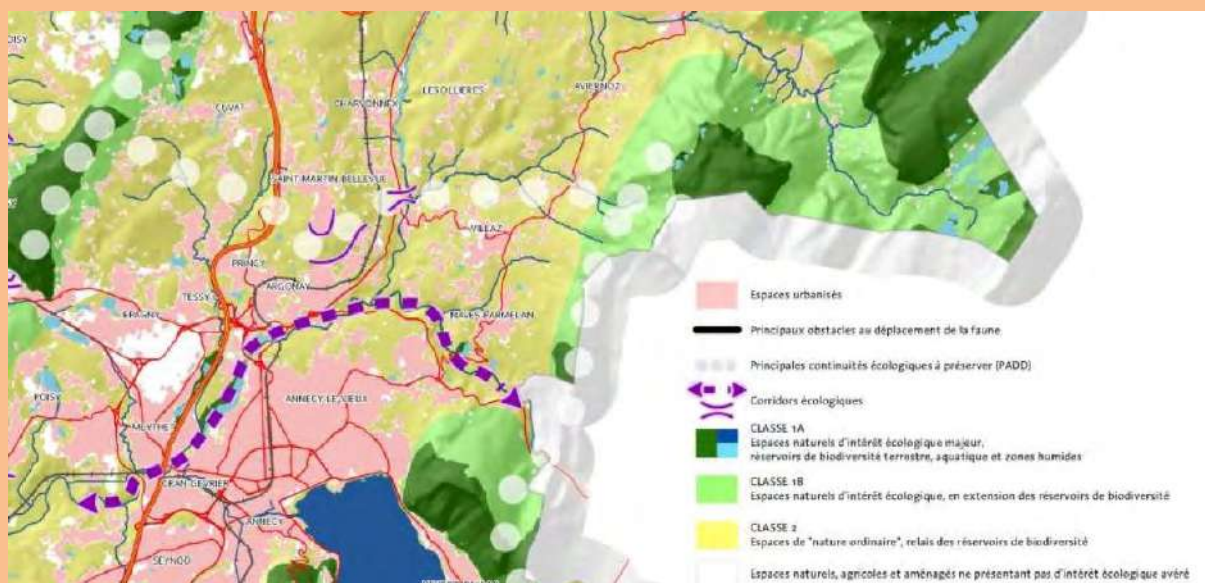 OISY
CUVAT
CHARVONNEX
LESOLLIERES
AVIERNOZ
SAINT-MARTIN-BELLEVUE
VILLAZ
PRINGY
ARGONAY
TESSY
EPAGNY
NAVES-PARMELAN
POISY
ANNECY-LE-VIEUX
MEYTHET
CRAN-GEVRIER
ANNECY
SEYNOD
Espaces urbanisés
Principaux obstacles au déplacement de la faune
Principales continuités écologiques à préserver (PADD)
Corridors écologiques
CLASSE 1A
Espaces naturels d'intérêt écologique majeur,
réservoirs de biodiversité terrestre, aquatique et zones humides
CLASSE 1B
Espaces naturels d'intérêt écologique, en extension des réservoirs de biodiversité
CLASSE 2
Espaces de "nature ordinaire", relais des réservoirs de biodiversité
Espaces naturels, agricoles et aménagés ne présentant pas d'intérêt écologique avéré